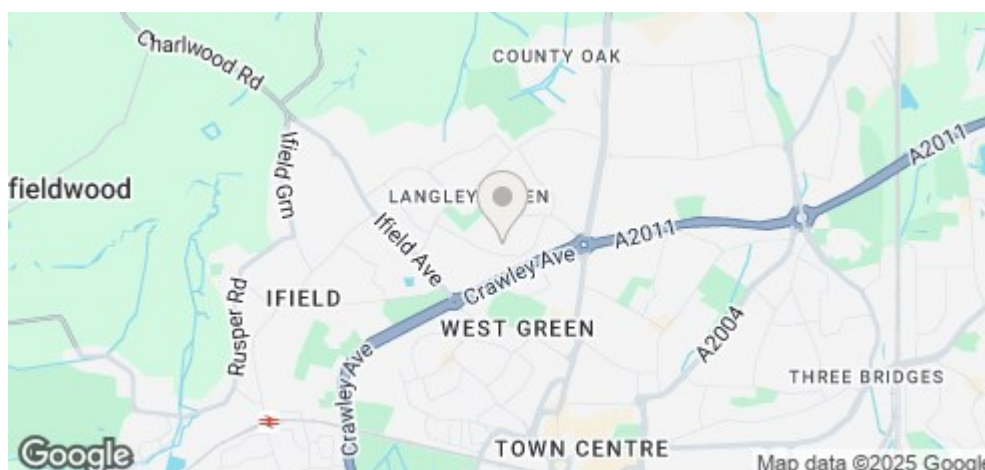 Charlwood Rd
COUNTY OAK
A2011
Ifield Grn
fieldwood
LANGLEY
EEN
Ifield Ave
A2011
Crawley Ave
Rusper Rd
IFIELD
WEST GREEN
A2004
Crawley Ave
THREE BRIDGES
TOWN CENTRE
Google
Map data ©2025 Google